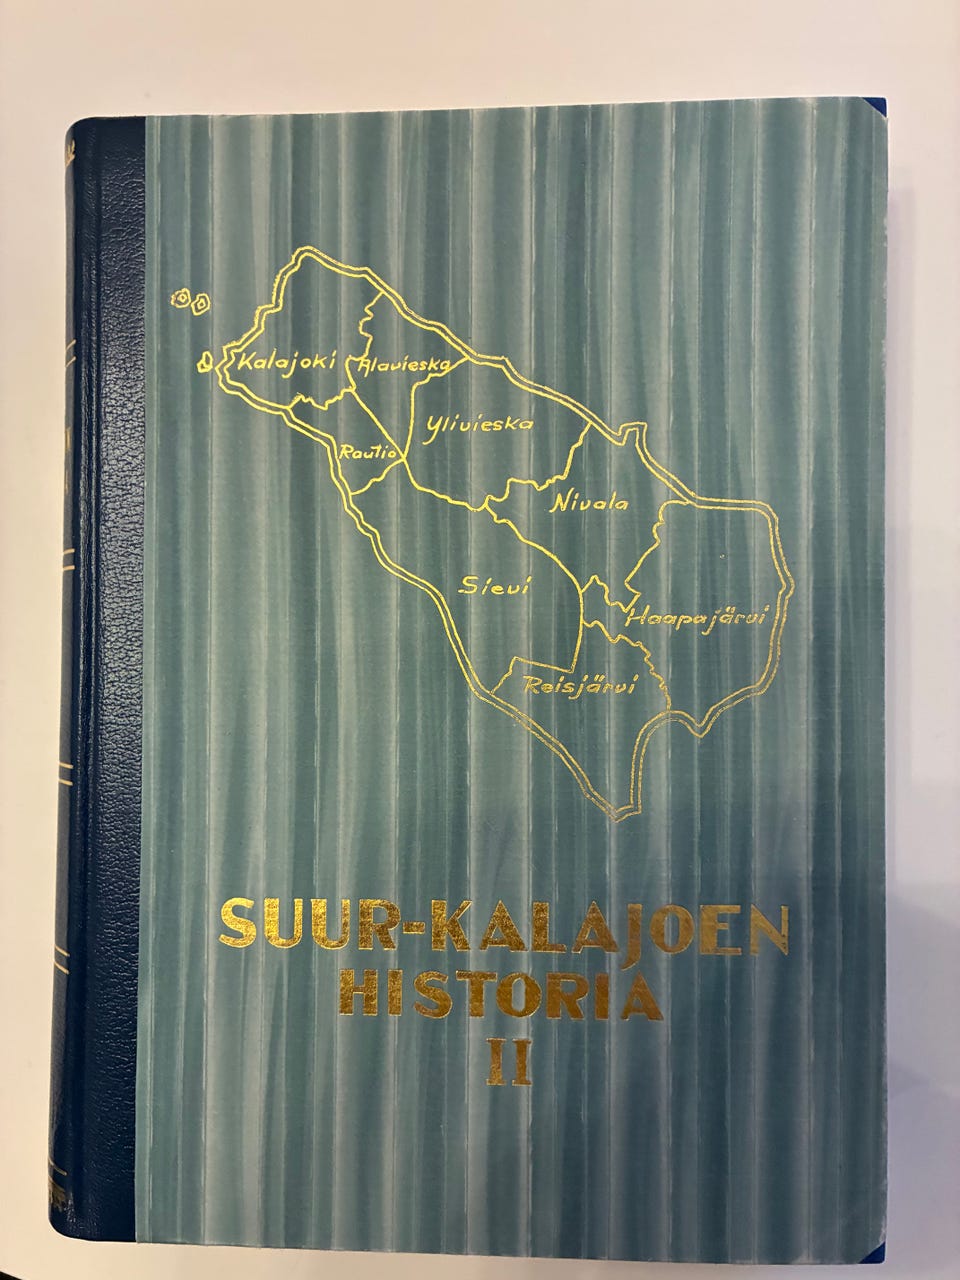 Kalajoki
Alavieska
Ylivieska
Rautio
Nivala
Sievi
Haapajärvi
Reisjärvi
SUUR-KALAJOEN
HISTORIA
II